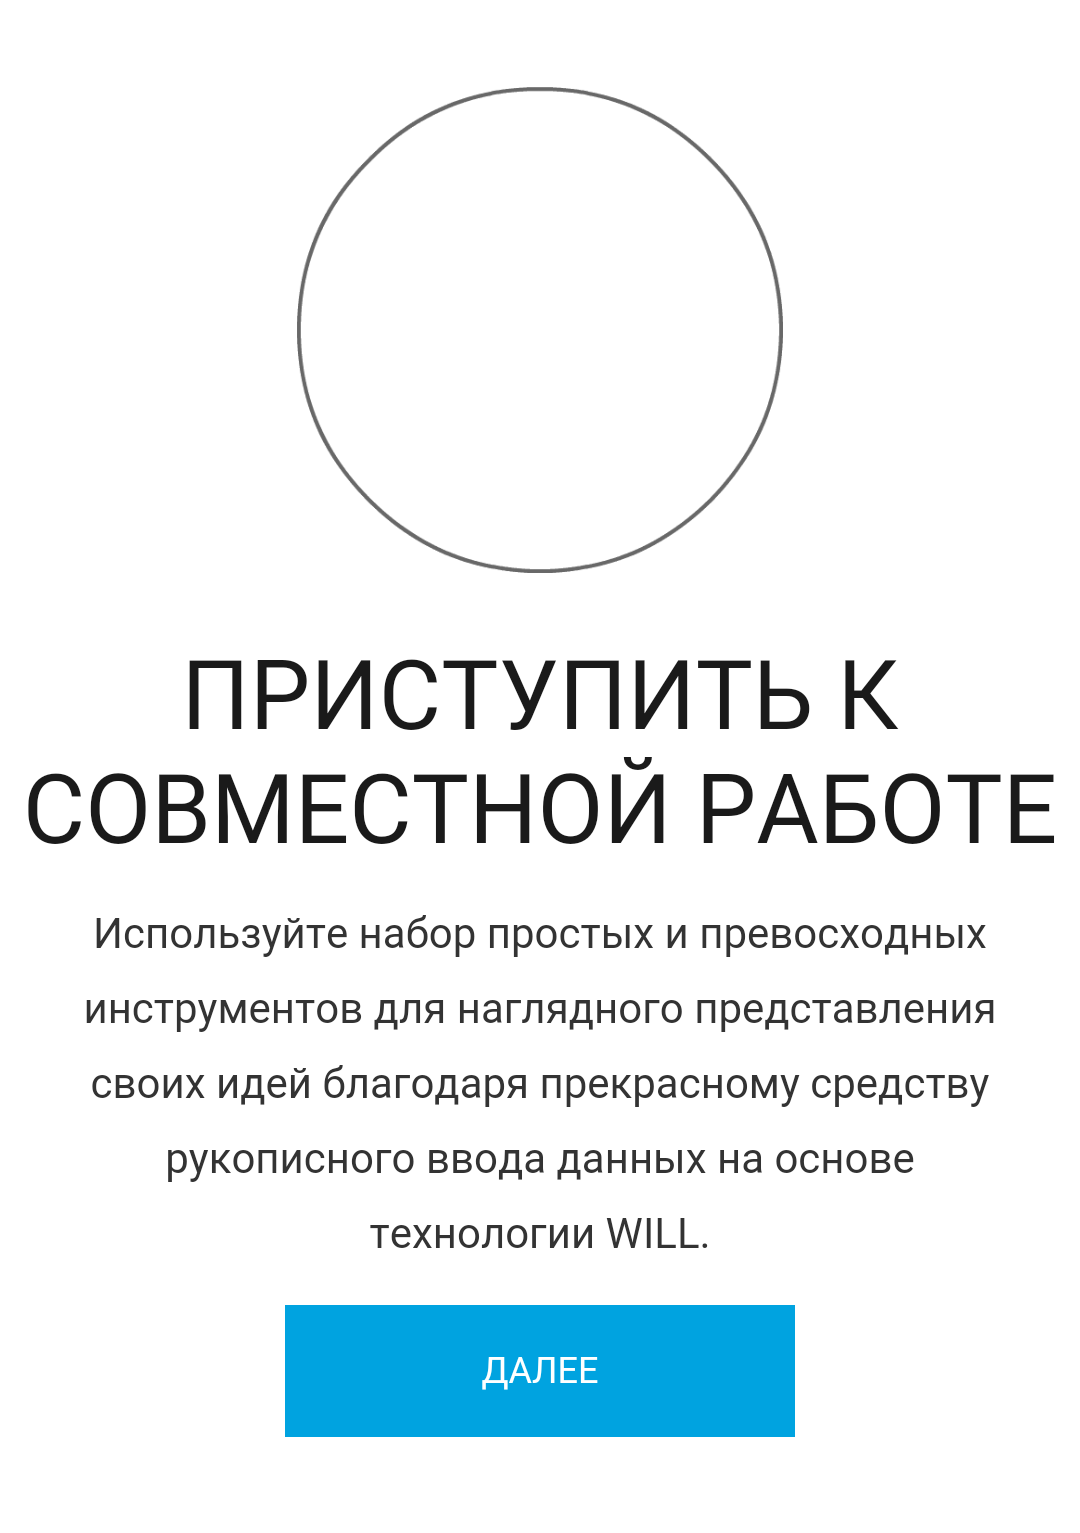 ПРИСТУПИТЬ К
СОВМЕСТНОЙ РАБОТЕ
Используйте набор простых и превосходных
инструментов для наглядного представления
своих идей благодаря прекрасному средству
рукописного ввода данных на основе
технологии WILL.
ДАЛЕЕ